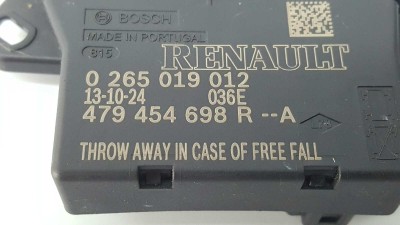 BOSCH
MADE IN PORTUGAL
815
RENAULT
0 265 019 012
13-10-24 036E
479 454 698 R --A
THROW AWAY IN CASE OF FREE FALL